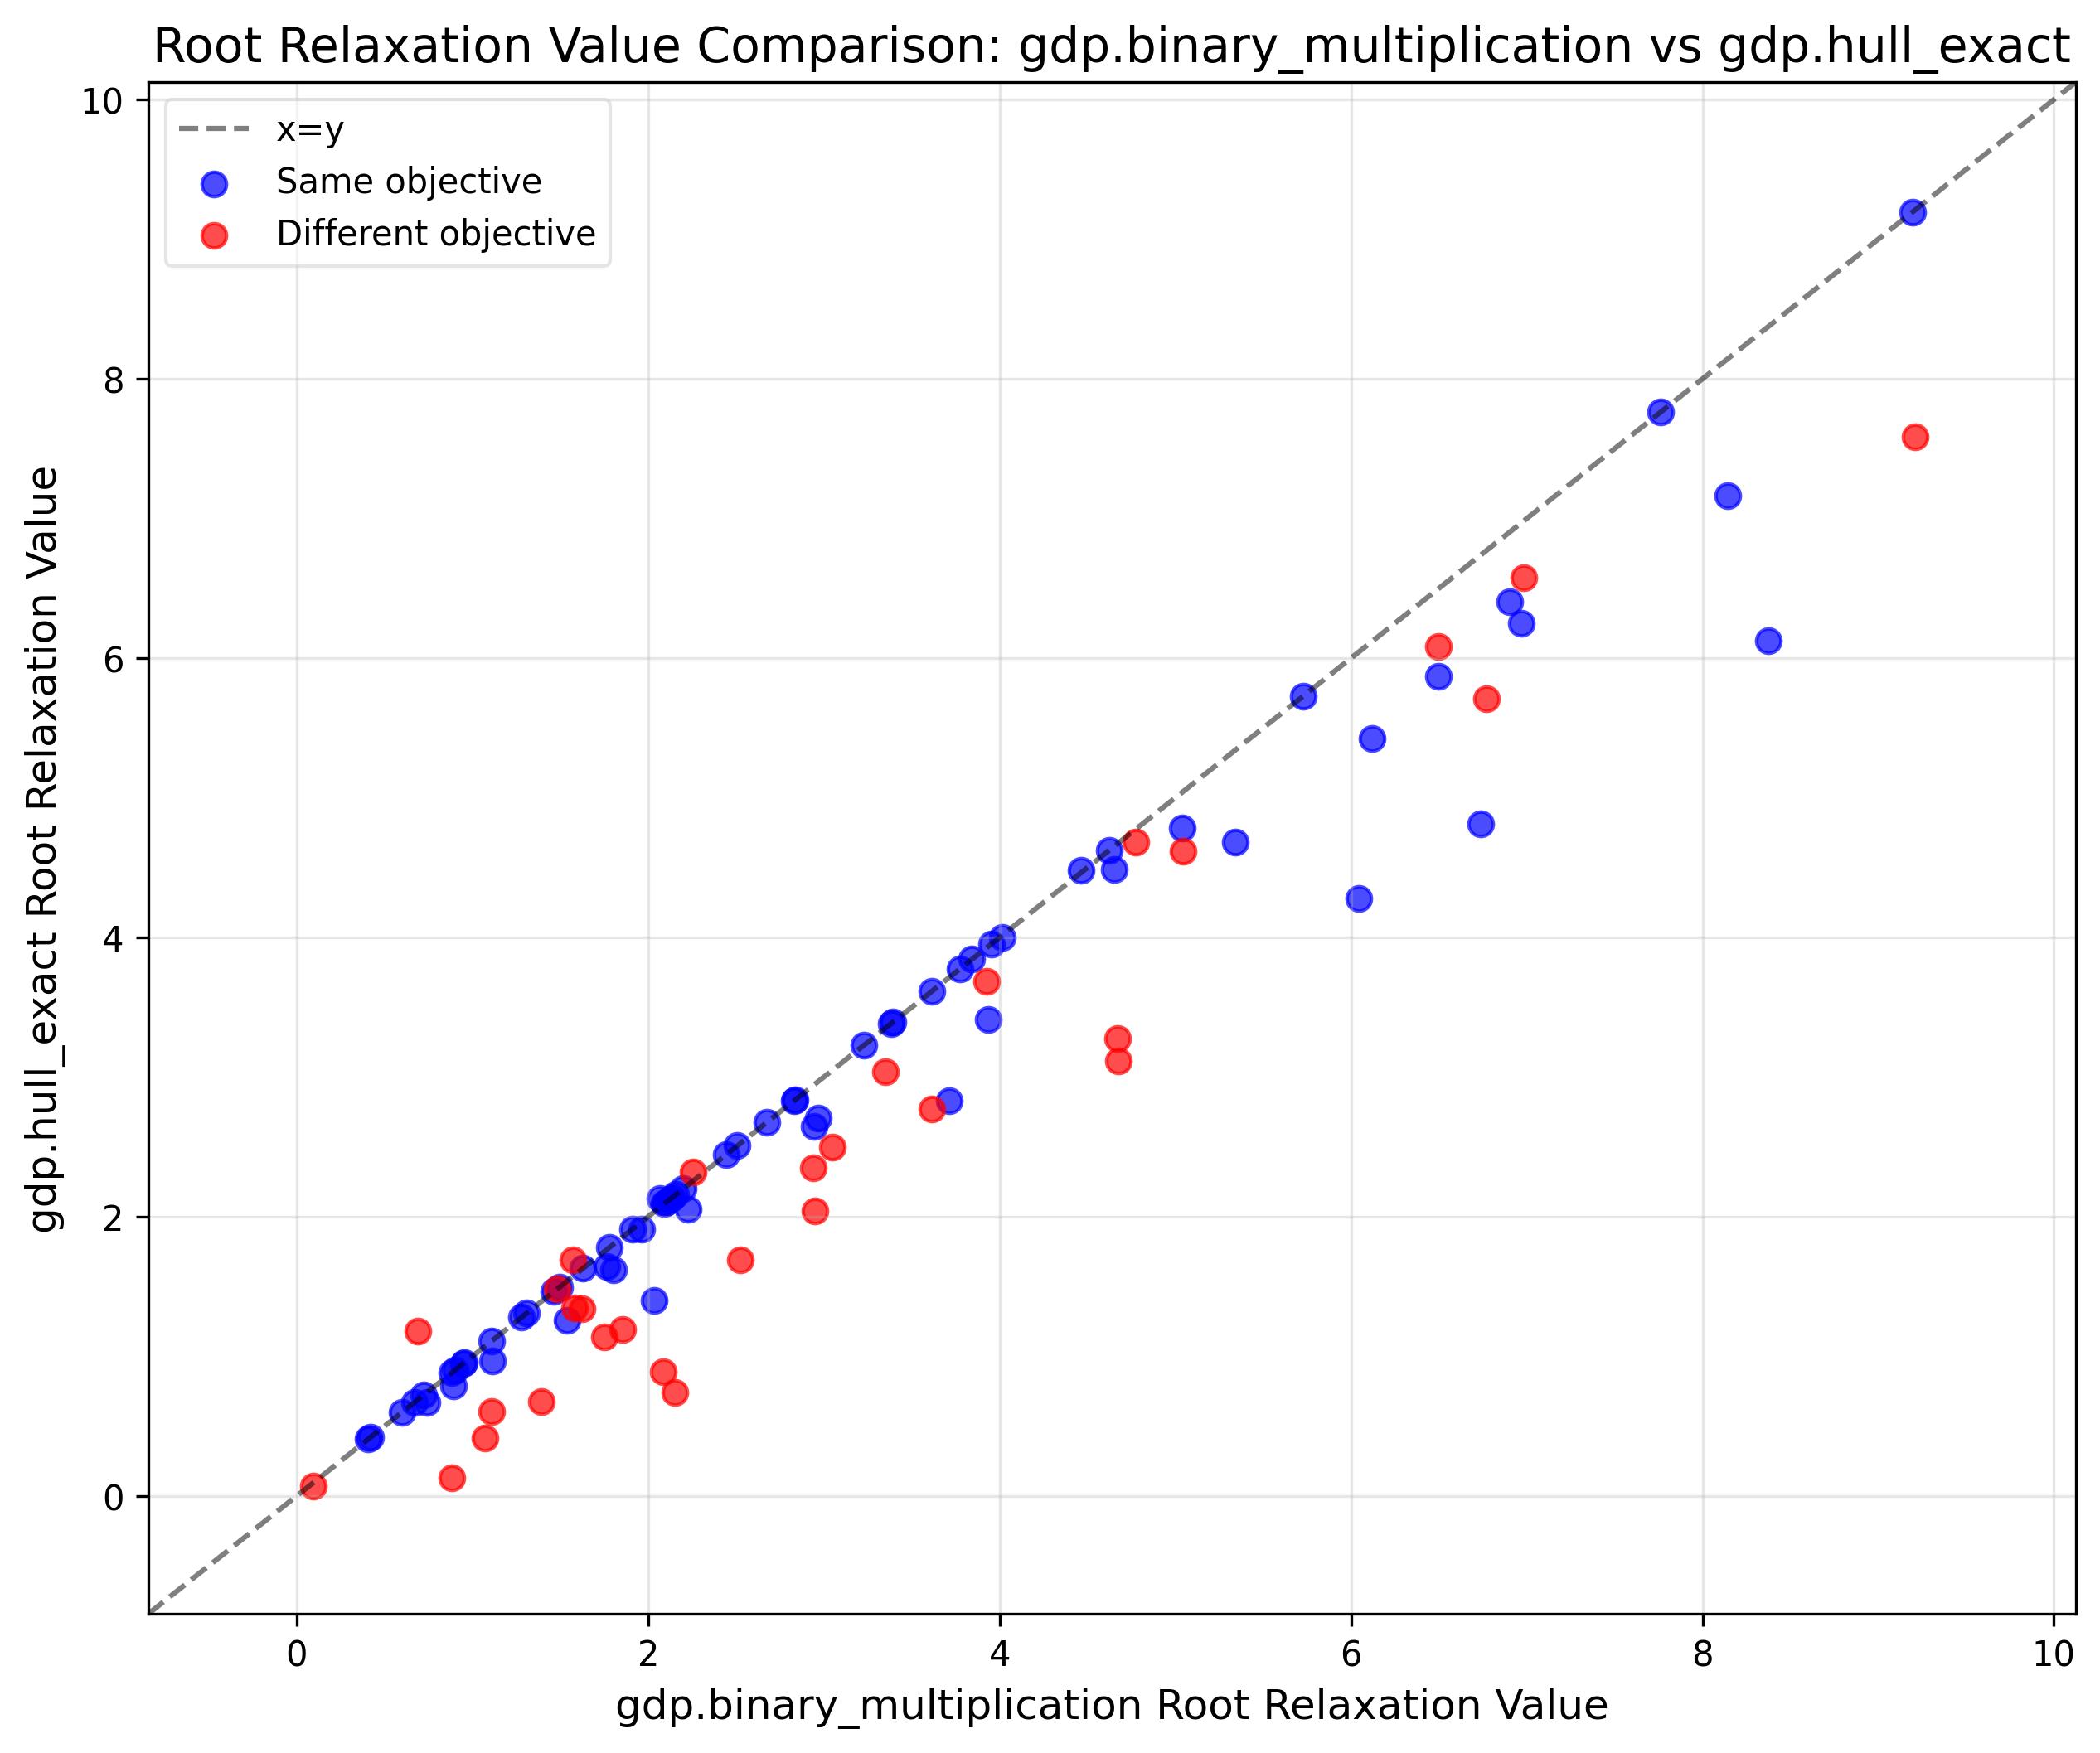 Root Relaxation Value Comparison: gdp.binary_multiplication vs gdp.hull_exact
x=y
Same objective
Different objective
gdp.hull_exact Root Relaxation Value
10
8
6
4
2
0
0 2 4 6 8 10
gdp.binary_multiplication Root Relaxation Value